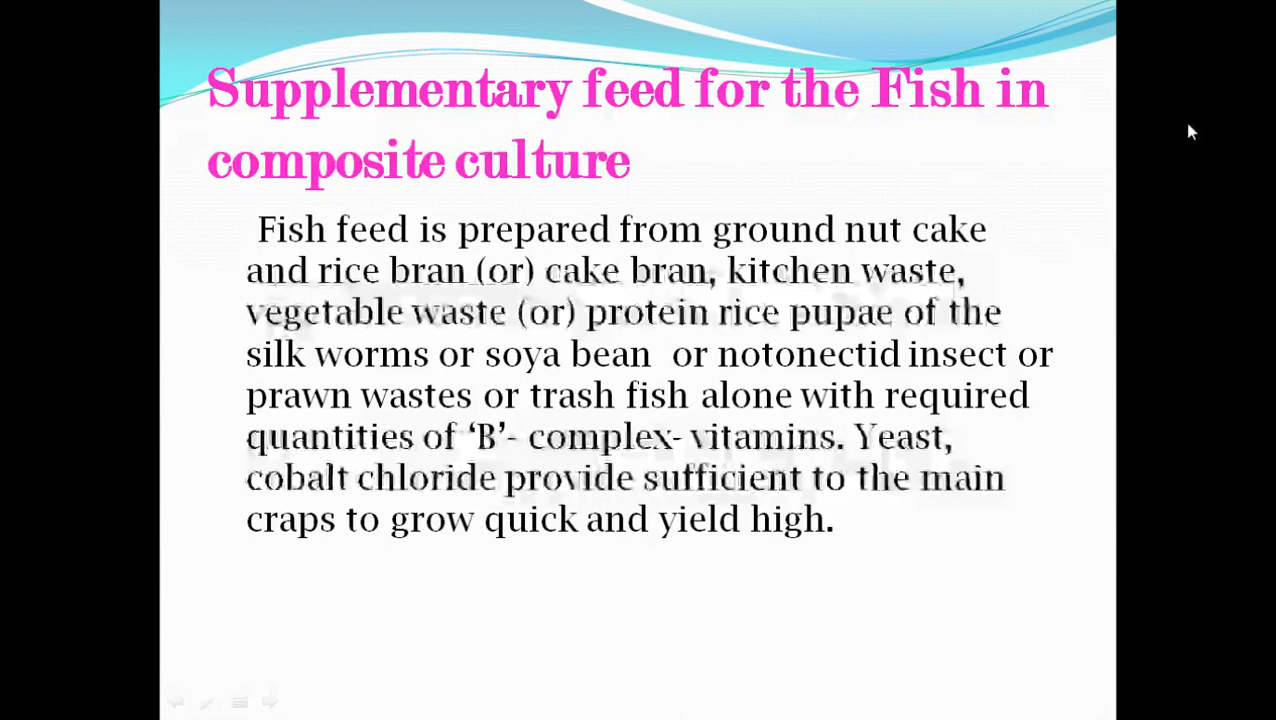 Supplementary feed for the Fish in
composite culture
Fish feed is prepared from ground nut cake
and rice bran (or) cake bran, kitchen waste,
vegetable waste (or) protein rice pupae of the
silk worms or soya bean or notonectid insect or
prawn wastes or trash fish alone with required
quantities of ‘B’- complex- vitamins. Yeast,
cobalt chloride provide sufficient to the main
craps to grow quick and yield high.